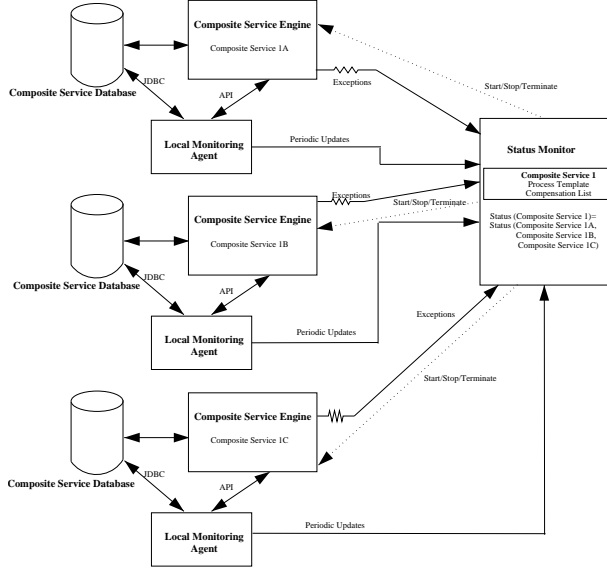 Composite Service Engine
Composite Service 1A
Exceptions
Start/Stop/Terminate
JDBC
Composite Service Database
API
Local Monitoring
Agent
Periodic Updates
Status Monitor
Composite Service 1
Process Template
Compensation List
Status (Composite Service 1)=
Status (Composite Service 1A,
Composite Service 1B,
Composite Service 1C)
Composite Service Engine
Composite Service 1B
Exceptions
Start/Stop/Terminate
JDBC
Composite Service Database
API
Local Monitoring
Agent
Periodic Updates
Exceptions
Start/Stop/Terminate
Composite Service Engine
Composite Service 1C
JDBC
Composite Service Database
API
Local Monitoring
Agent
Periodic Updates